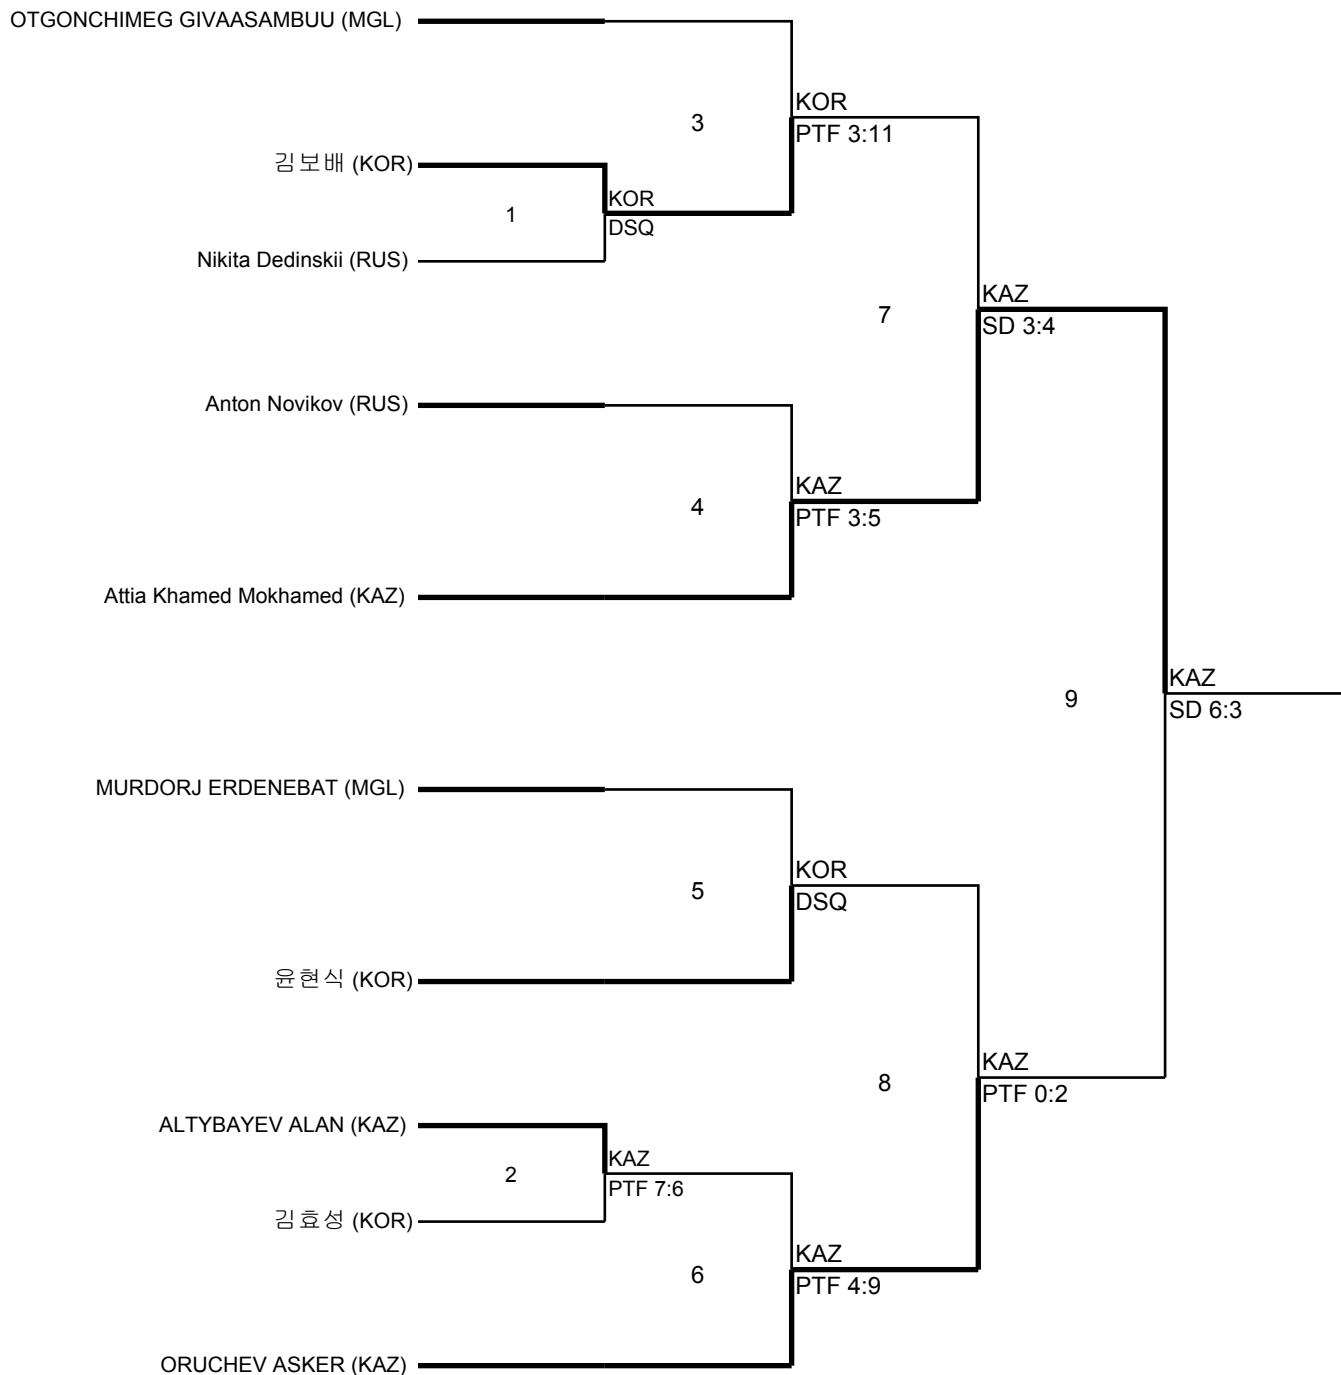 OTGONCHIMEG GIVAASAMBUU (MGL)
KOR
3
PTF 3:11
김보배 (KOR)
KOR
1
DSQ
Nikita Dedinskii (RUS)
KAZ
7
SD 3:4
Anton Novikov (RUS)
KAZ
4
PTF 3:5
Attia Khamed Mokhamed (KAZ)
KAZ
9
SD 6:3
MURDORJ ERDENEBAT (MGL)
KOR
5
DSQ
윤현식 (KOR)
KAZ
8
PTF 0:2
ALTYBAYEV ALAN (KAZ)
KAZ
2
PTF 7:6
김효성 (KOR)
KAZ
6
PTF 4:9
ORUCHEV ASKER (KAZ)